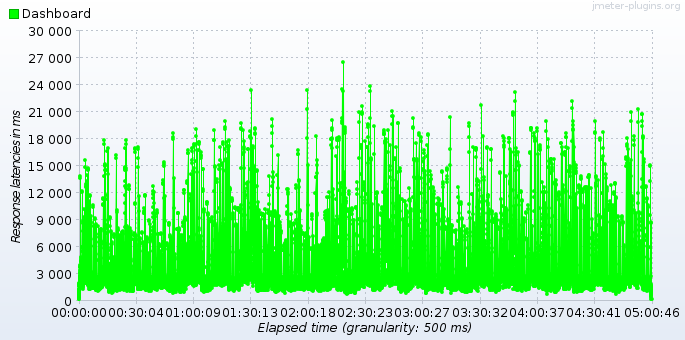 Dashboard
jmeter-plugins.org
30 000
27 000
24 000
21 000
18 000
15 000
12 000
9 000
6 000
3 000
0
Response latencies in ms
00:00:00 00:30:04 01:00:09 01:30:13 02:00:18 02:30:23 03:00:27 03:30:32 04:00:37 04:30:41 05:00:46
Elapsed time (granularity: 500 ms)